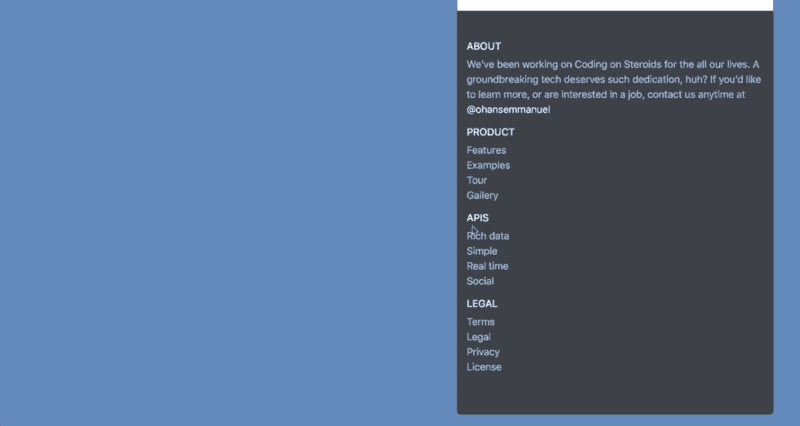 ABOUT
We've been working on Coding on Steroids for the all our lives. A
groundbreaking tech deserves such dedication, huh? If you'd like
to learn more, or are interested in a job, contact us anytime at
@ohansemmanuel
PRODUCT
Features
Examples
Tour
Gallery
APIS
Rich data
Simple
Real time
Social
LEGAL
Terms
Legal
Privacy
License